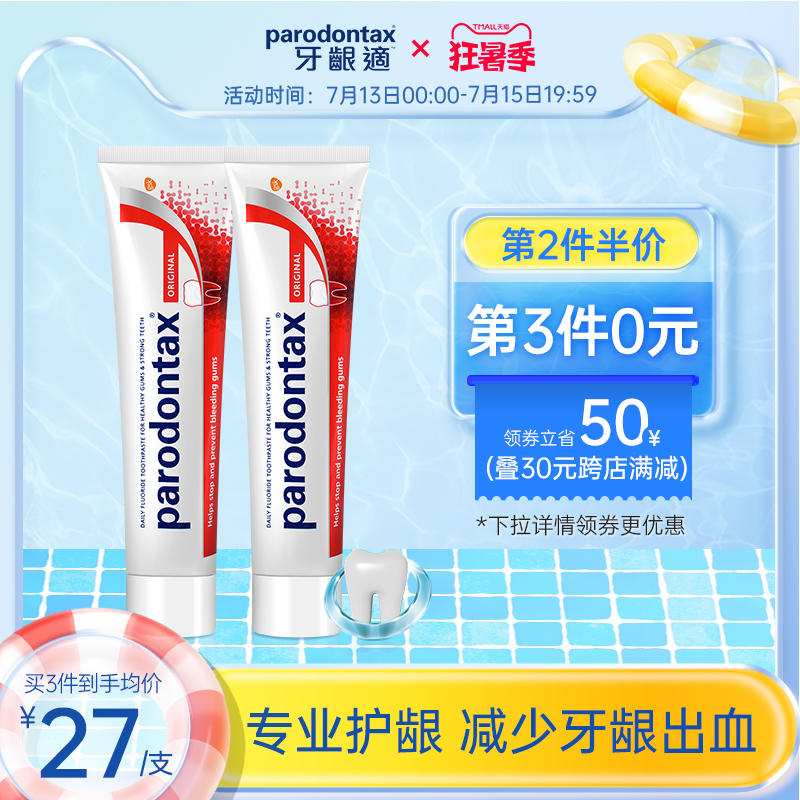 parodontax™
牙龈適™ × TMALL天猫 狂暑季
活动时间：7月13日00:00-7月15日19:59
第2件半价
第3件0元
领券立省50¥
(叠30元跨店满减)
*下拉详情领券更优惠
ORIGINAL
parodontax®
DAILY FLUORIDE TOOTHPASTE FOR HEALTHY GUMS & STRONG TEETH
Helps stop and prevent bleeding gums
ORIGINAL
parodontax®
DAILY FLUORIDE TOOTHPASTE FOR HEALTHY GUMS & STRONG TEETH
Helps stop and prevent bleeding gums
买3件到手均价
¥27/支
专业护龈 减少牙龈出血